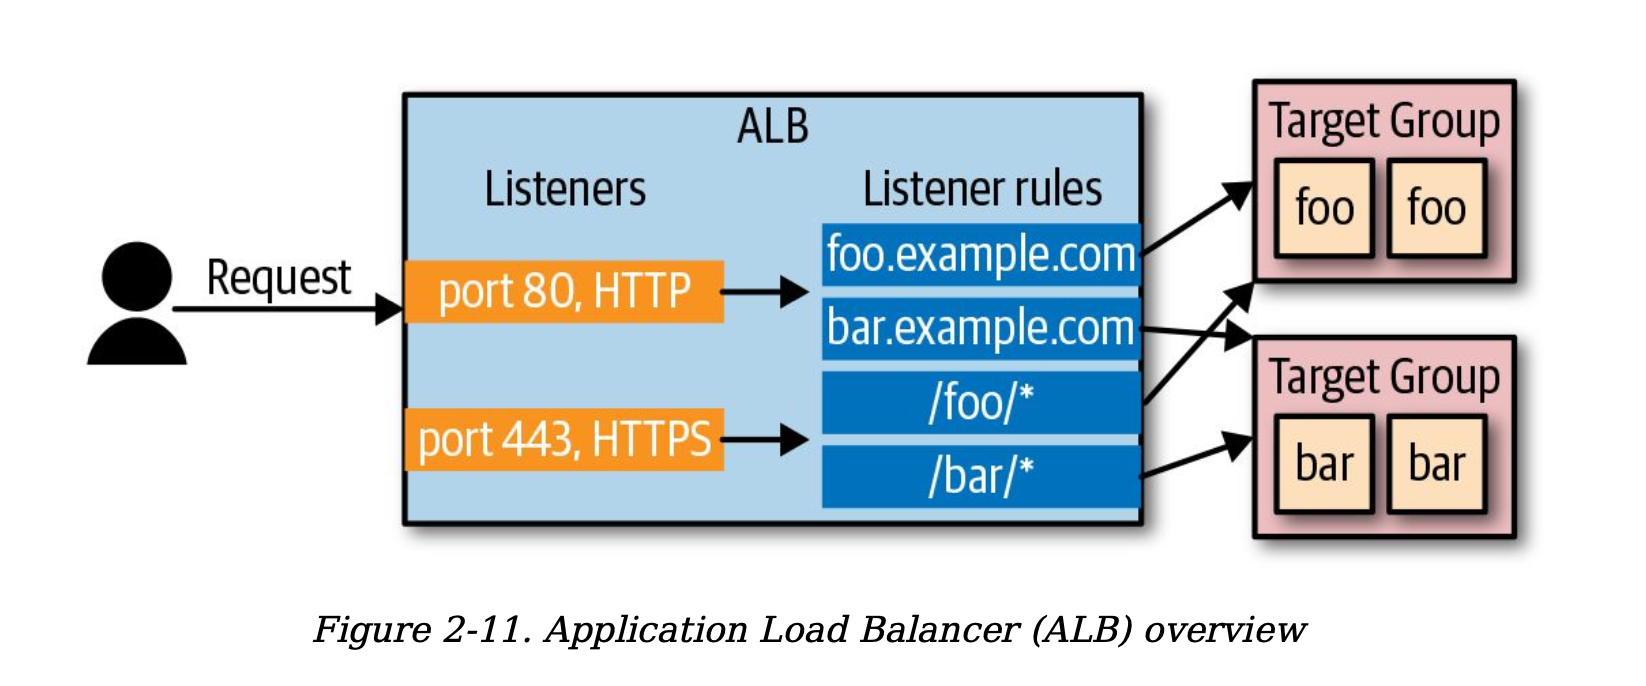 ALB
Listeners
Listener rules
Request
port 80, HTTP
port 443, HTTPS
foo.example.com
bar.example.com
/foo/*
/bar/*
Target Group
foo foo
Target Group
bar bar
Figure 2-11. Application Load Balancer (ALB) overview